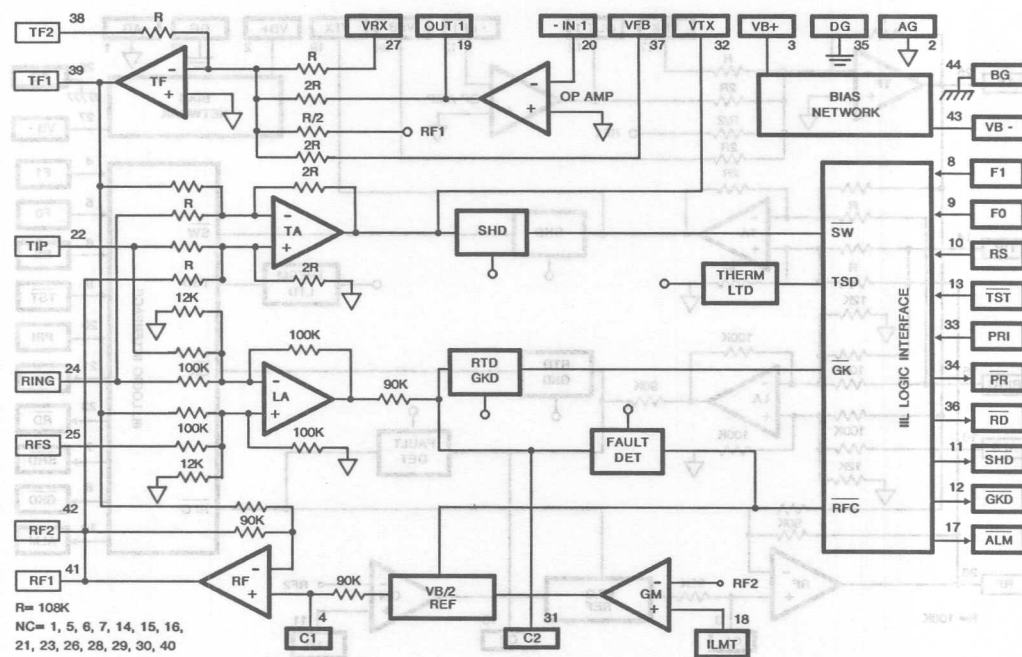 38
TF2
R
VRX
27
OUT 1
19
- IN 1
20
VFB
37
VTX
32
VB+
3
DG
35
AG
2
TF1
39
-
TF
+
R
2R
R/2
RF1
2R
-
+
OP AMP
BIAS
NETWORK
44
BG
43
VB -
R
2R
-
TA
+
SHD
SW
8
F1
9
F0
TIP
22
R
2R
THERM
LTD
TSD
10
RS
12K
13
TST
IIL LOGIC INTERFACE
100K
33
PRI
RING
24
100K
-
LA
+
90K
RTD
GKD
GK
34
PR
36
RD
RFS
25
100K
100K
FAULT
DET
11
SHD
12K
RFC
12
GKD
42
RF2
90K
17
ALM
RF1
41
-
RF
+
90K
VB/2
REF
-
GM
+
RF2
R= 108K
4
31
18
C1
C2
ILMT
NC= 1, 5, 6, 7, 14, 15, 16,
21, 23, 26, 28, 29, 30, 40